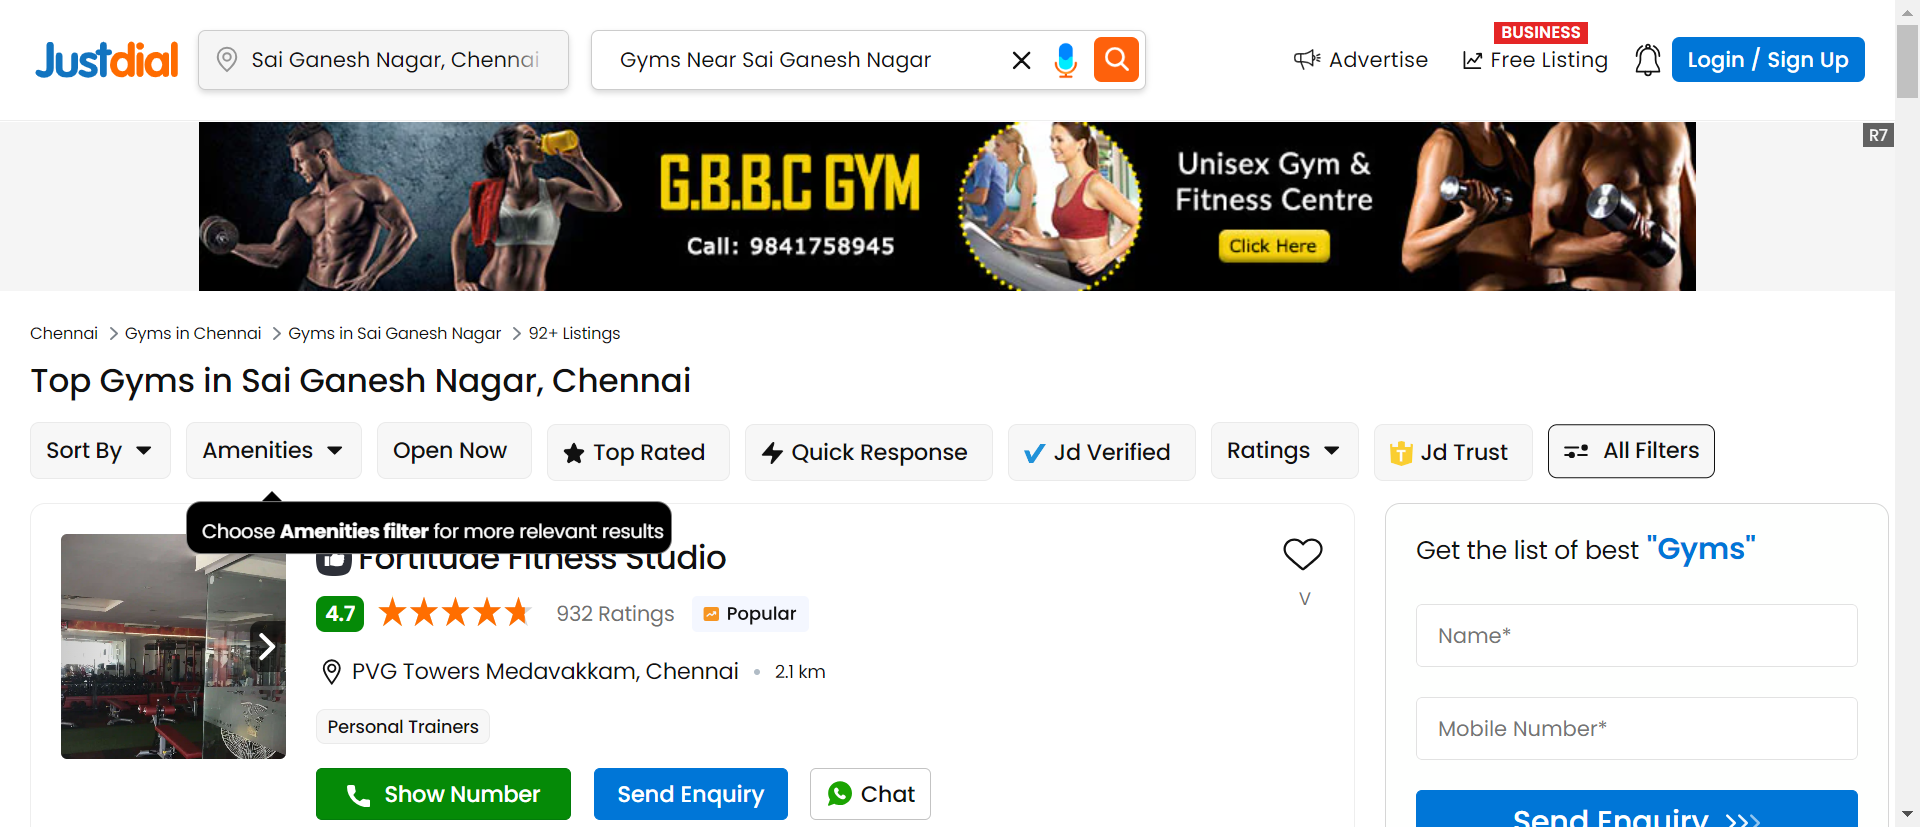 Justdial
Sai Ganesh Nagar, Chennai
Gyms Near Sai Ganesh Nagar
Advertise
BUSINESS
Free Listing
Login / Sign Up
R7
G.B.B.C GYM
Call: 9841758945
Unisex Gym &
Fitness Centre
Click Here
Chennai
Gyms in Chennai
Gyms in Sai Ganesh Nagar
92+ Listings
Top Gyms in Sai Ganesh Nagar, Chennai
Sort By
Amenities
Open Now
Top Rated
Quick Response
Jd Verified
Ratings
T
Jd Trust
All Filters
Choose Amenities filter for more relevant results
Fortitude Fitness Studio
V
4.7
932 Ratings
Popular
PVG Towers Medavakkam, Chennai
2.1 km
Personal Trainers
Show Number
Send Enquiry
Chat
Get the list of best "Gyms"
Name*
Mobile Number*
Send Enquiry